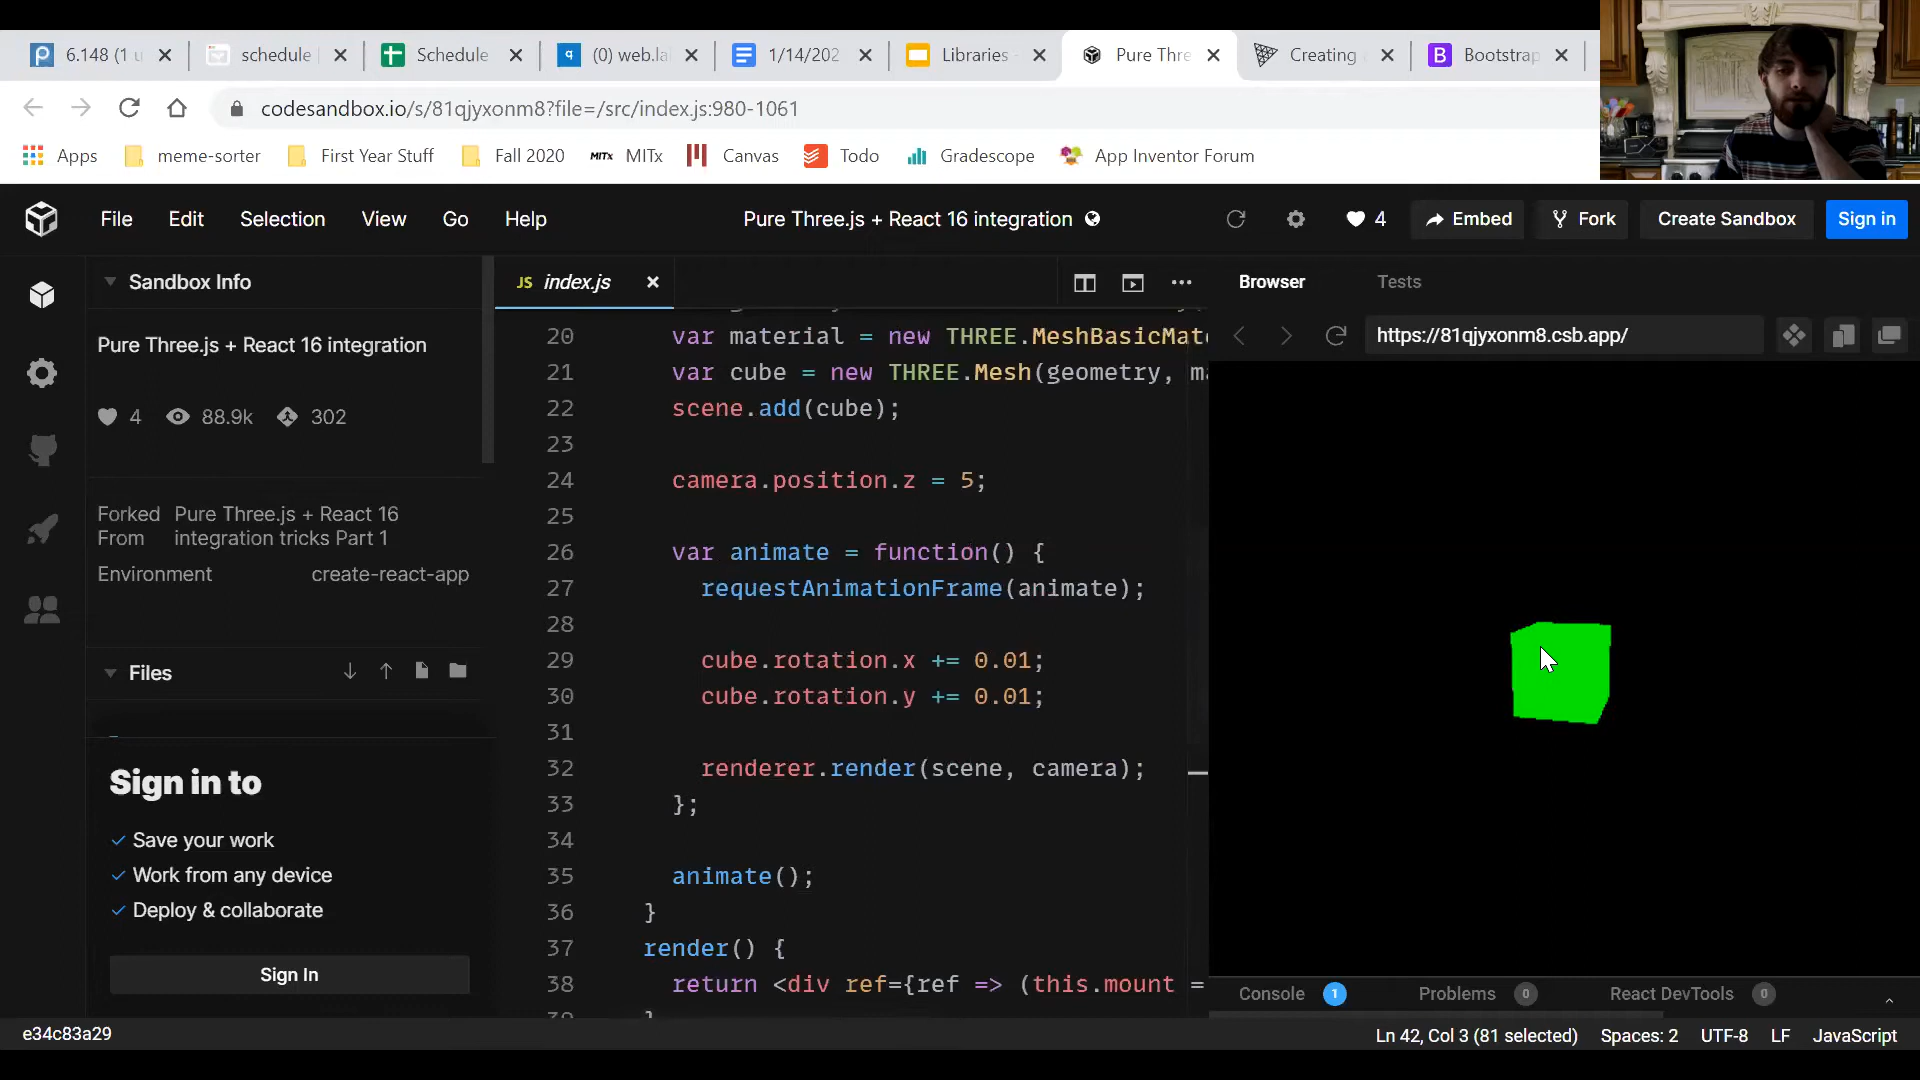 6.148 (1 u
schedule
Schedule
(0) web.la
1/14/202
Libraries -
Pure Thre
Creating
Bootstrap
codesandbox.io/s/81qjyxonm8?file=/src/index.js:980-1061
Apps
meme-sorter
First Year Stuff
Fall 2020
MITx MITx
Canvas
Todo
Gradescope
App Inventor Forum
File
Edit
Selection
View
Go
Help
Pure Three.js + React 16 integration
4
Embed
Fork
Create Sandbox
Sign in
Sandbox Info
Pure Three.js + React 16 integration
4
88.9k
302
Forked From
Pure Three.js + React 16
integration tricks Part 1
Environment
create-react-app
Files
Sign in to
✓ Save your work
✓ Work from any device
✓ Deploy & collaborate
Sign In
JS index.js
20 var material = new THREE.MeshBasicMate
21 var cube = new THREE.Mesh(geometry, ma
22 scene.add(cube);
23
24 camera.position.z = 5;
25
26 var animate = function() {
27 requestAnimationFrame(animate);
28
29 cube.rotation.x += 0.01;
30 cube.rotation.y += 0.01;
31
32 renderer.render(scene, camera);
33 };
34
35 animate();
36 }
37 render() {
38 return <div ref={ref => (this.mount =
Browser
Tests
https://81qjyxonm8.csb.app/
Console 1
Problems 0
React DevTools 0
e34c83a29
Ln 42, Col 3 (81 selected)
Spaces: 2
UTF-8
LF
JavaScript